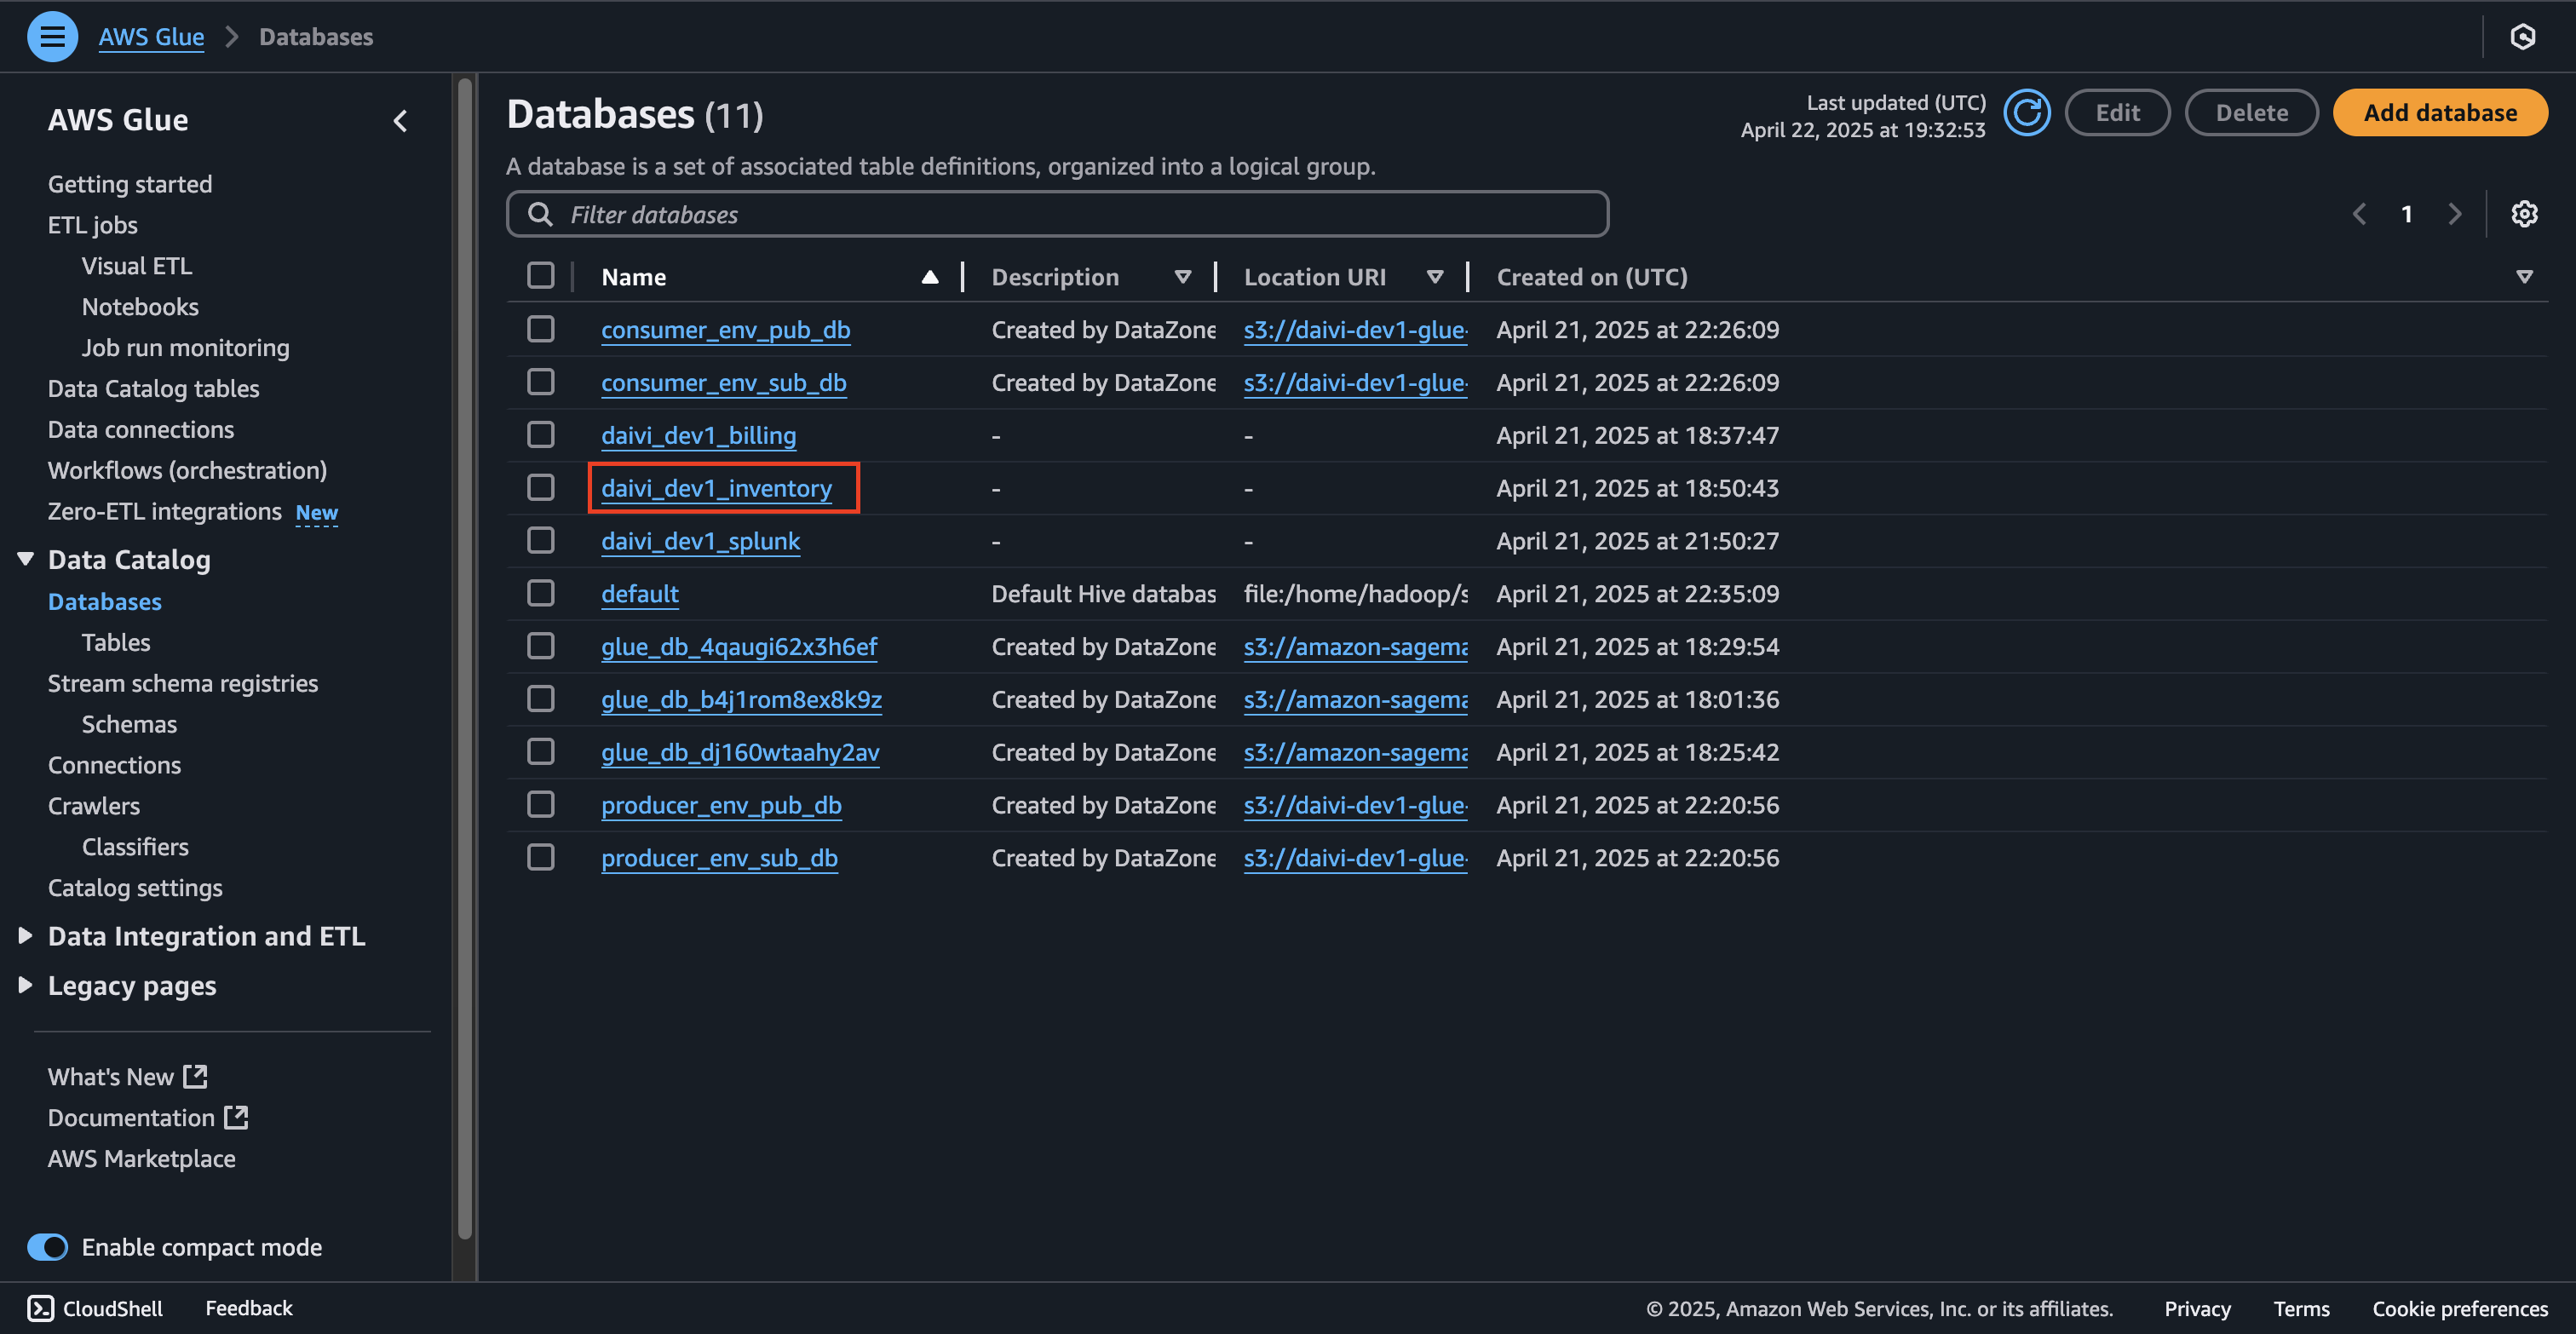 AWS Glue > Databases
AWS Glue
Getting started
ETL jobs
Visual ETL
Notebooks
Job run monitoring
Data Catalog tables
Data connections
Workflows (orchestration)
Zero-ETL integrations New
Data Catalog
Databases
Tables
Stream schema registries
Schemas
Connections
Crawlers
Classifiers
Catalog settings
Data Integration and ETL
Legacy pages
What's New
Documentation
AWS Marketplace
Enable compact mode
Databases (11)
Last updated (UTC)
April 22, 2025 at 19:32:53
Edit
Delete
Add database
A database is a set of associated table definitions, organized into a logical group.
Filter databases
1
Name Description Location URI Created on (UTC)
consumer_env_pub_db Created by DataZone s3://daivi-dev1-glue- April 21, 2025 at 22:26:09
consumer_env_sub_db Created by DataZone s3://daivi-dev1-glue- April 21, 2025 at 22:26:09
daivi_dev1_billing - - April 21, 2025 at 18:37:47
daivi_dev1_inventory - - April 21, 2025 at 18:50:43
daivi_dev1_splunk - - April 21, 2025 at 21:50:27
default Default Hive databas file:/home/hadoop/s April 21, 2025 at 22:35:09
glue_db_4qaugi62x3h6ef Created by DataZone s3://amazon-sagema April 21, 2025 at 18:29:54
glue_db_b4j1rom8ex8k9z Created by DataZone s3://amazon-sagema April 21, 2025 at 18:01:36
glue_db_dj160wtaahy2av Created by DataZone s3://amazon-sagema April 21, 2025 at 18:25:42
producer_env_pub_db Created by DataZone s3://daivi-dev1-glue- April 21, 2025 at 22:20:56
producer_env_sub_db Created by DataZone s3://daivi-dev1-glue- April 21, 2025 at 22:20:56
CloudShell Feedback © 2025, Amazon Web Services, Inc. or its affiliates. Privacy Terms Cookie preferences